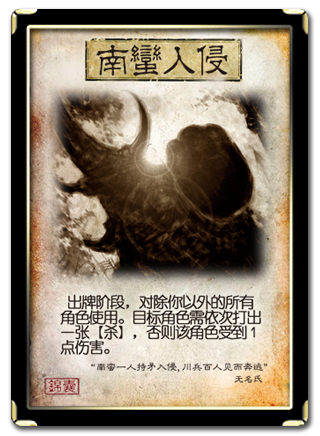 南蠻入侵
出牌阶段，对除你以外的所有
角色使用。目标角色需依次打出
一张【杀】，否则该角色受到1
点伤害。
“南蛮一人持矛入侵,川兵百人见而奔逃”
无名氏
錦囊